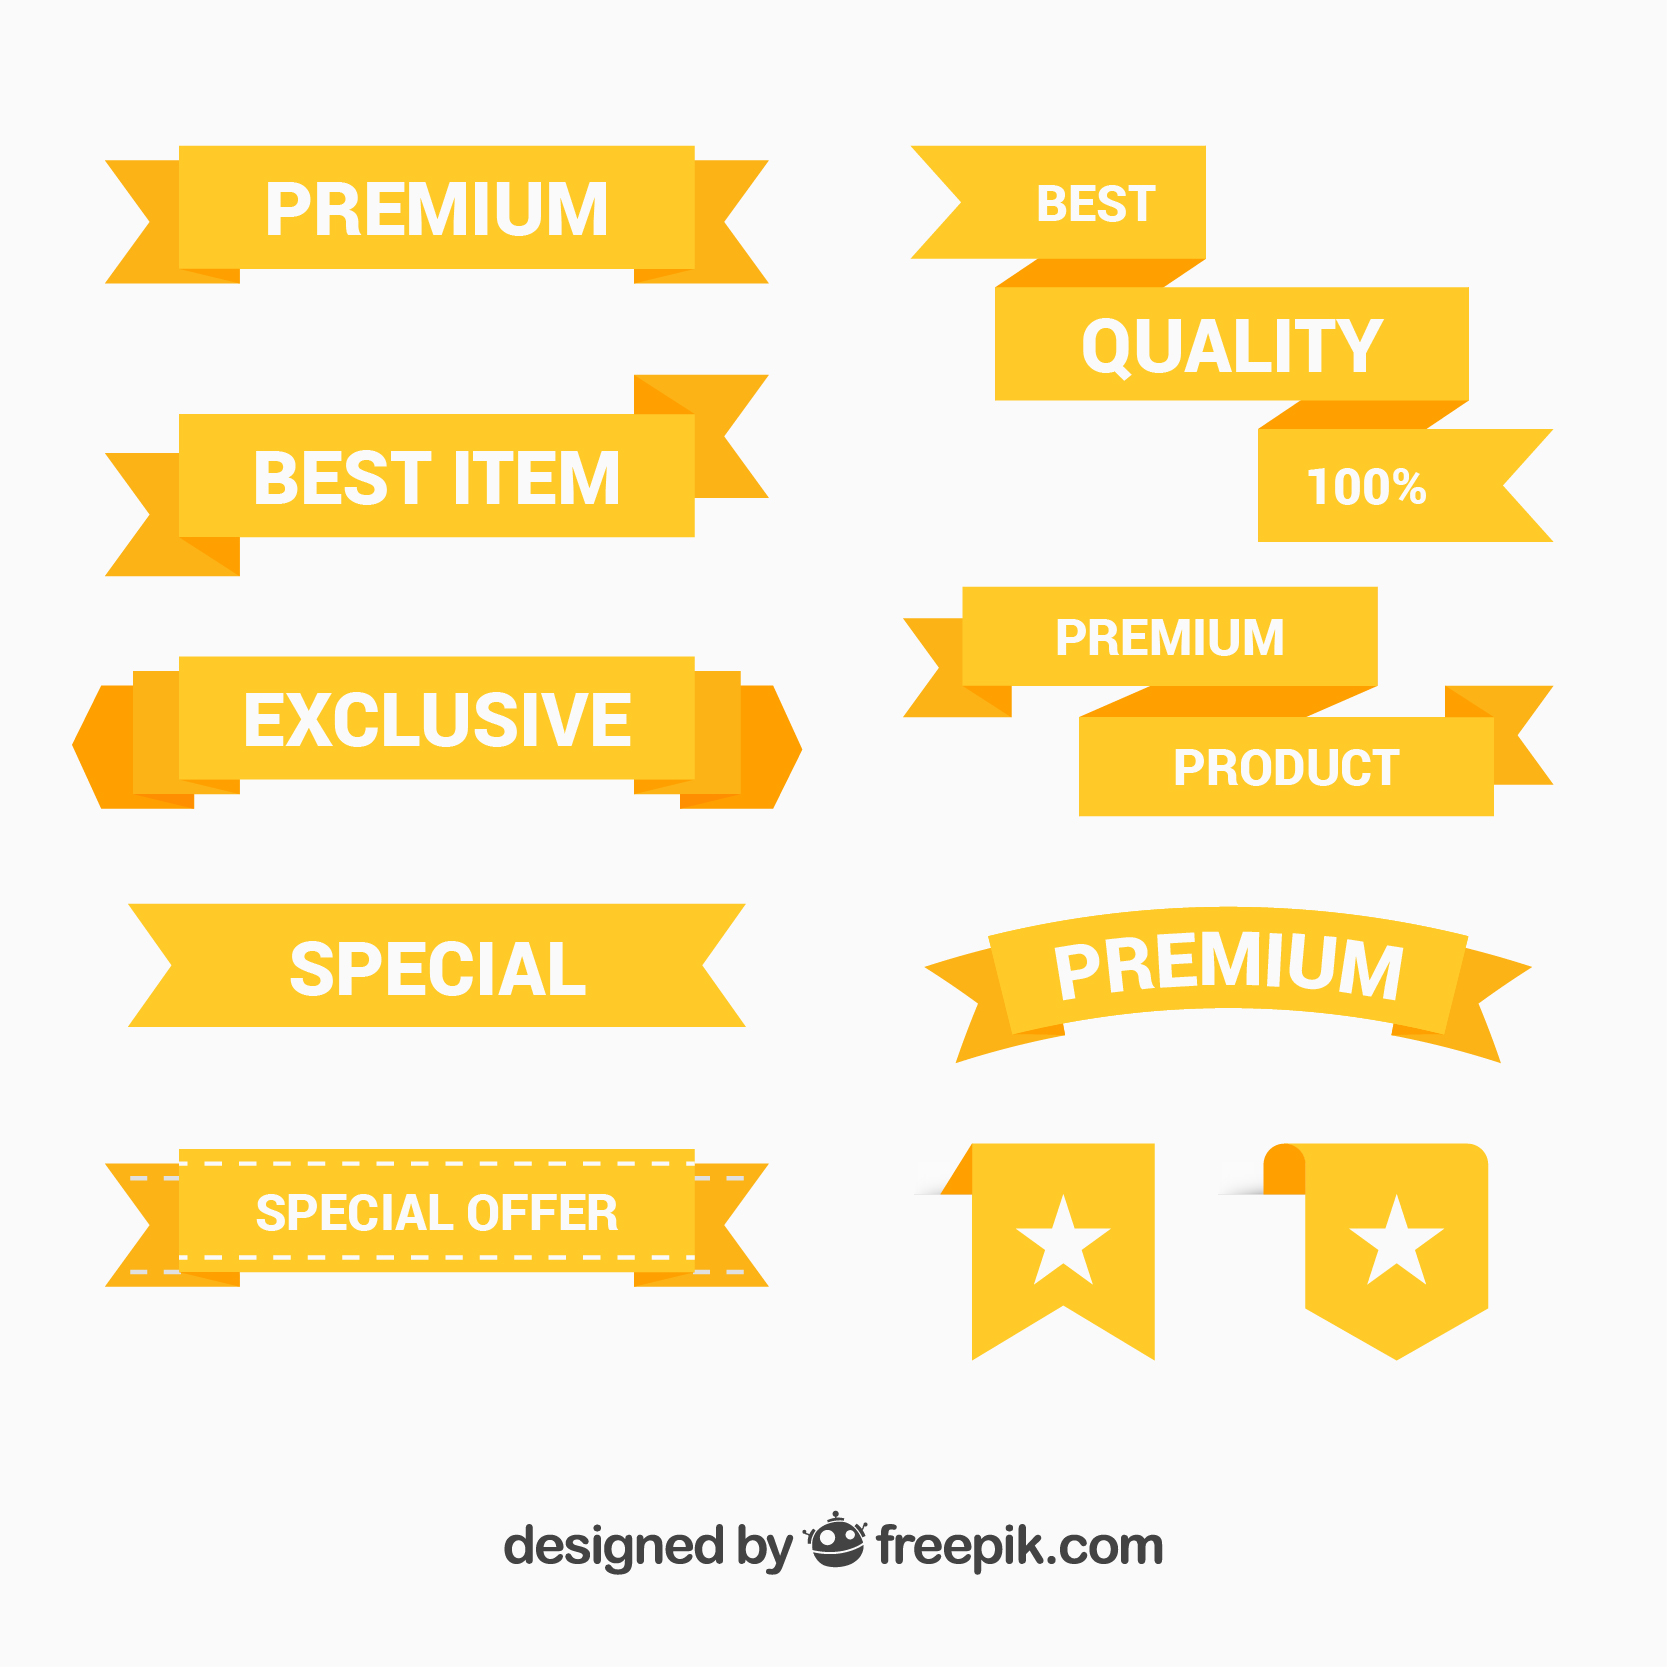 PREMIUM
BEST ITEM
EXCLUSIVE
SPECIAL
SPECIAL OFFER
BEST
QUALITY
100%
PREMIUM
PRODUCT
PREMIUM
designed by freepik.com